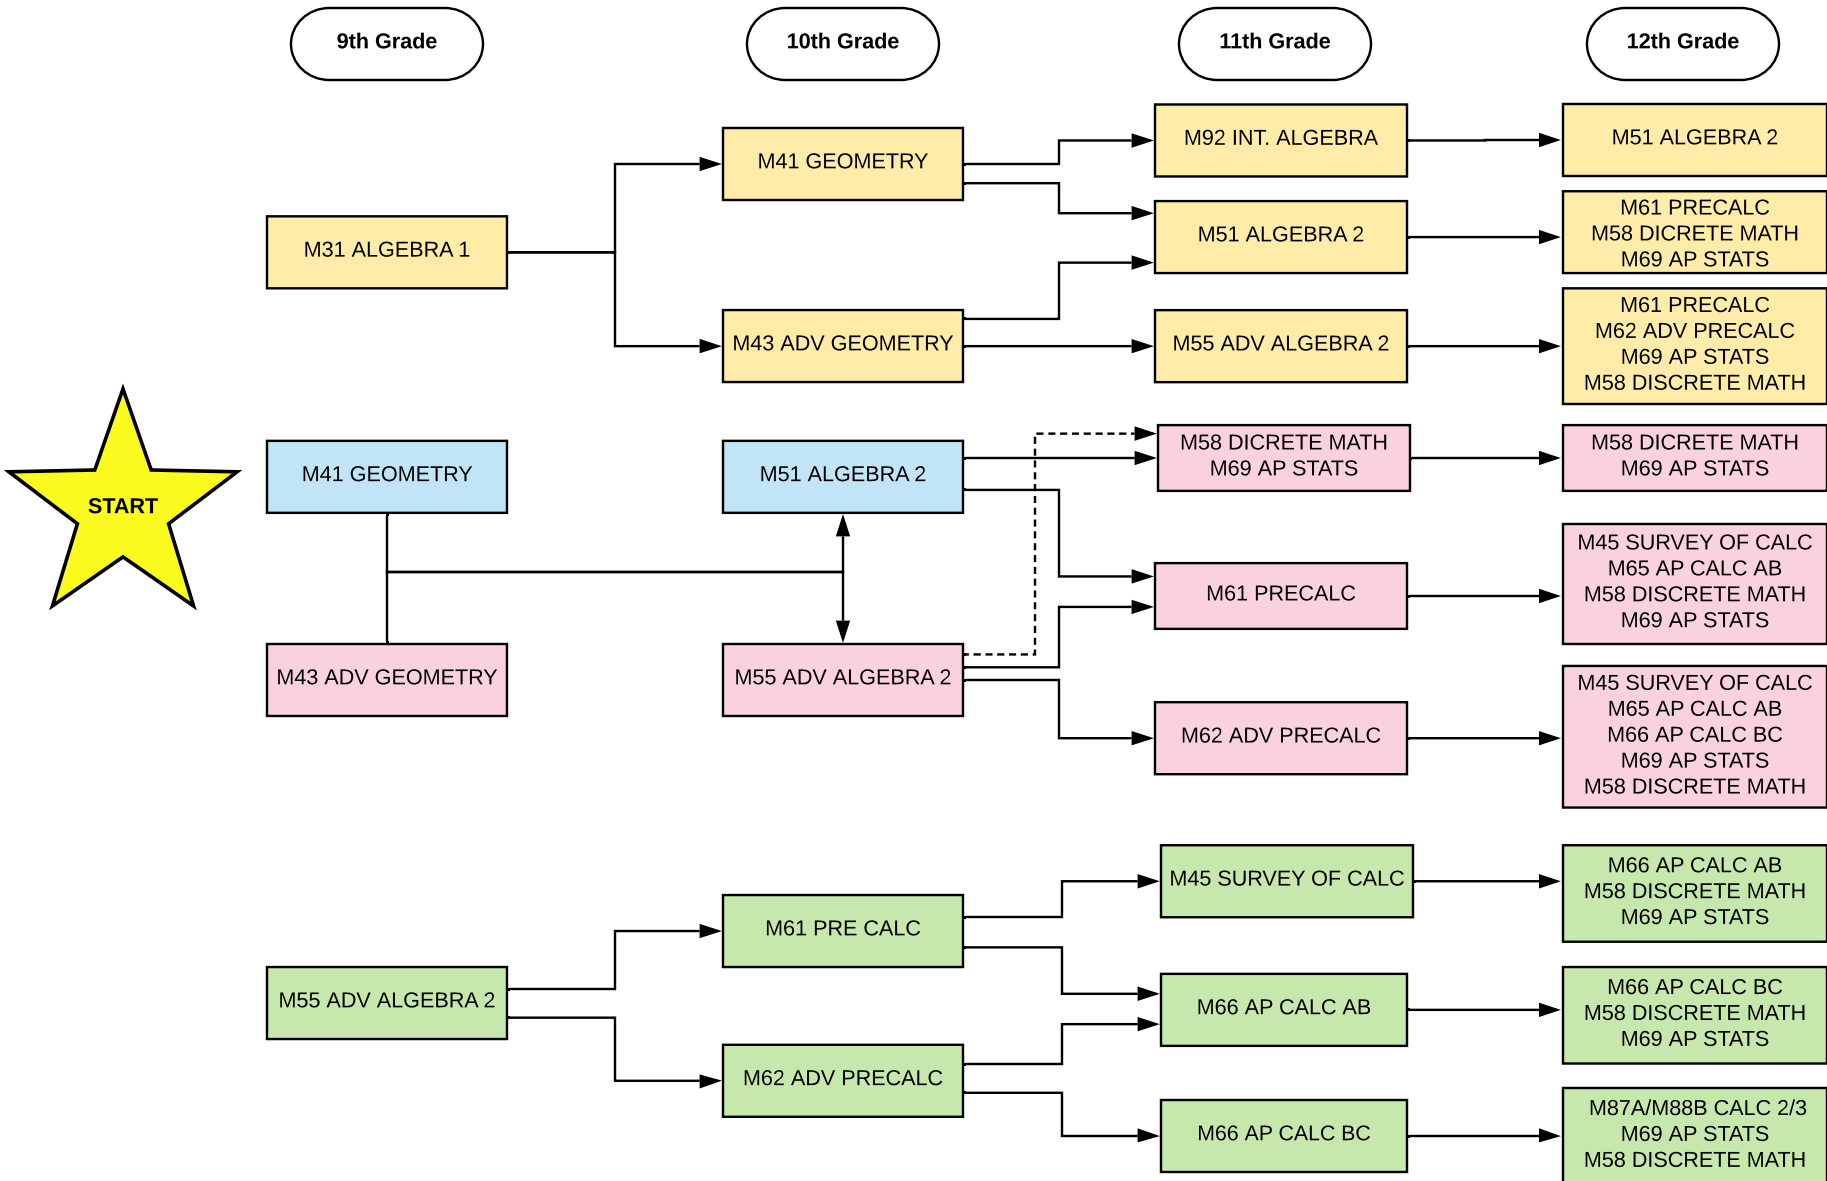 9th Grade
10th Grade
11th Grade
12th Grade
START
M31 ALGEBRA 1
M41 GEOMETRY
M43 ADV GEOMETRY
M92 INT. ALGEBRA
M51 ALGEBRA 2
M55 ADV ALGEBRA 2
M51 ALGEBRA 2
M61 PRECALC
M58 DICRETE MATH
M69 AP STATS
M61 PRECALC
M62 ADV PRECALC
M69 AP STATS
M58 DISCRETE MATH
M41 GEOMETRY
M43 ADV GEOMETRY
M51 ALGEBRA 2
M55 ADV ALGEBRA 2
M58 DICRETE MATH
M69 AP STATS
M61 PRECALC
M62 ADV PRECALC
M58 DICRETE MATH
M69 AP STATS
M45 SURVEY OF CALC
M65 AP CALC AB
M58 DISCRETE MATH
M69 AP STATS
M45 SURVEY OF CALC
M65 AP CALC AB
M66 AP CALC BC
M69 AP STATS
M58 DISCRETE MATH
M55 ADV ALGEBRA 2
M61 PRE CALC
M62 ADV PRECALC
M45 SURVEY OF CALC
M66 AP CALC AB
M66 AP CALC BC
M66 AP CALC AB
M58 DISCRETE MATH
M69 AP STATS
M66 AP CALC BC
M58 DISCRETE MATH
M69 AP STATS
M87A/M88B CALC 2/3
M69 AP STATS
M58 DISCRETE MATH